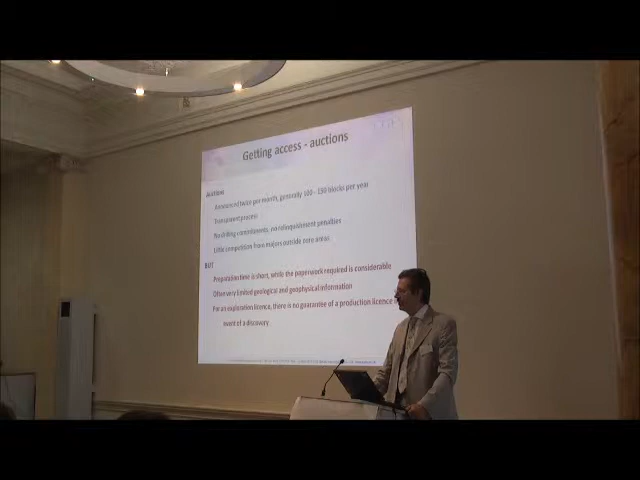 Getting access - auctions
Auctions
Announced twice per month, generally 100 - 150 blocks per year
Transparent process
No drilling commitments, no relinquishment penalties
Little competition from majors outside core areas
BUT
Preparation time is short, while the paperwork required is considerable
Often very limited geological and geophysical information
For an exploration licence, there is no guarantee of a production licence
event of a discovery